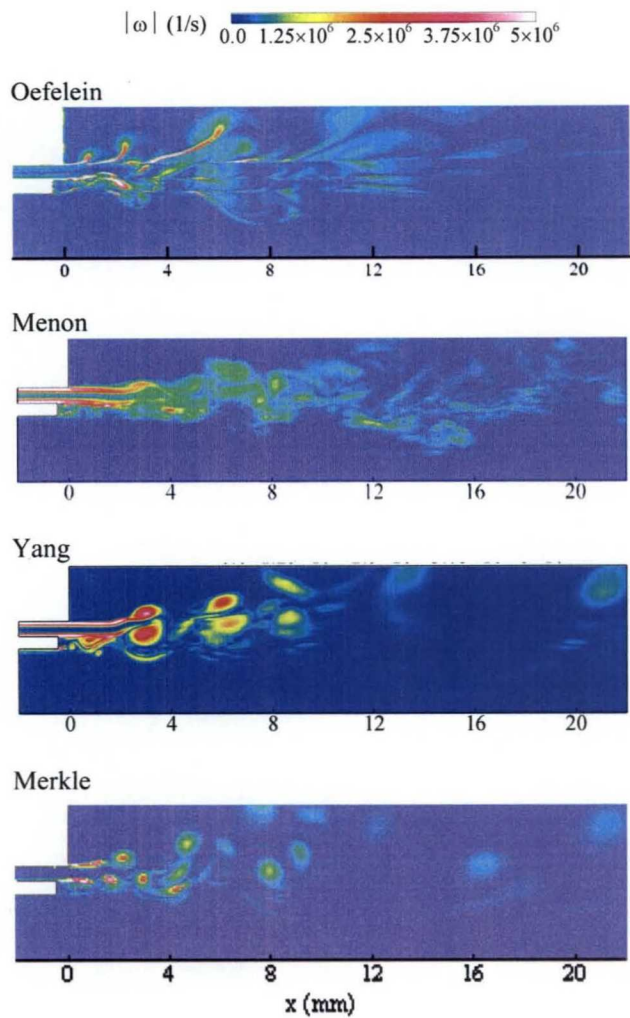 |ω| (1/s) 0.0 1.25×10⁶ 2.5×10⁶ 3.75×10⁶ 5×10⁶
Oefelein
0 4 8 12 16 20
Menon
0 4 8 12 16 20
Yang
0 4 8 12 16 20
Merkle
0 4 8 12 16 20
x (mm)